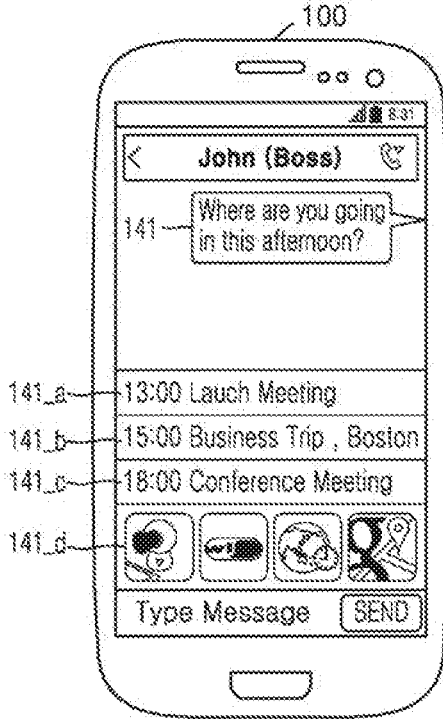 100
8:31
< John (Boss)
141
Where are you going
in this afternoon?
141_a
13:00 Lauch Meeting
141_b
15:00 Business Trip , Boston
141_c
18:00 Conference Meeting
141_d
Type Message
SEND